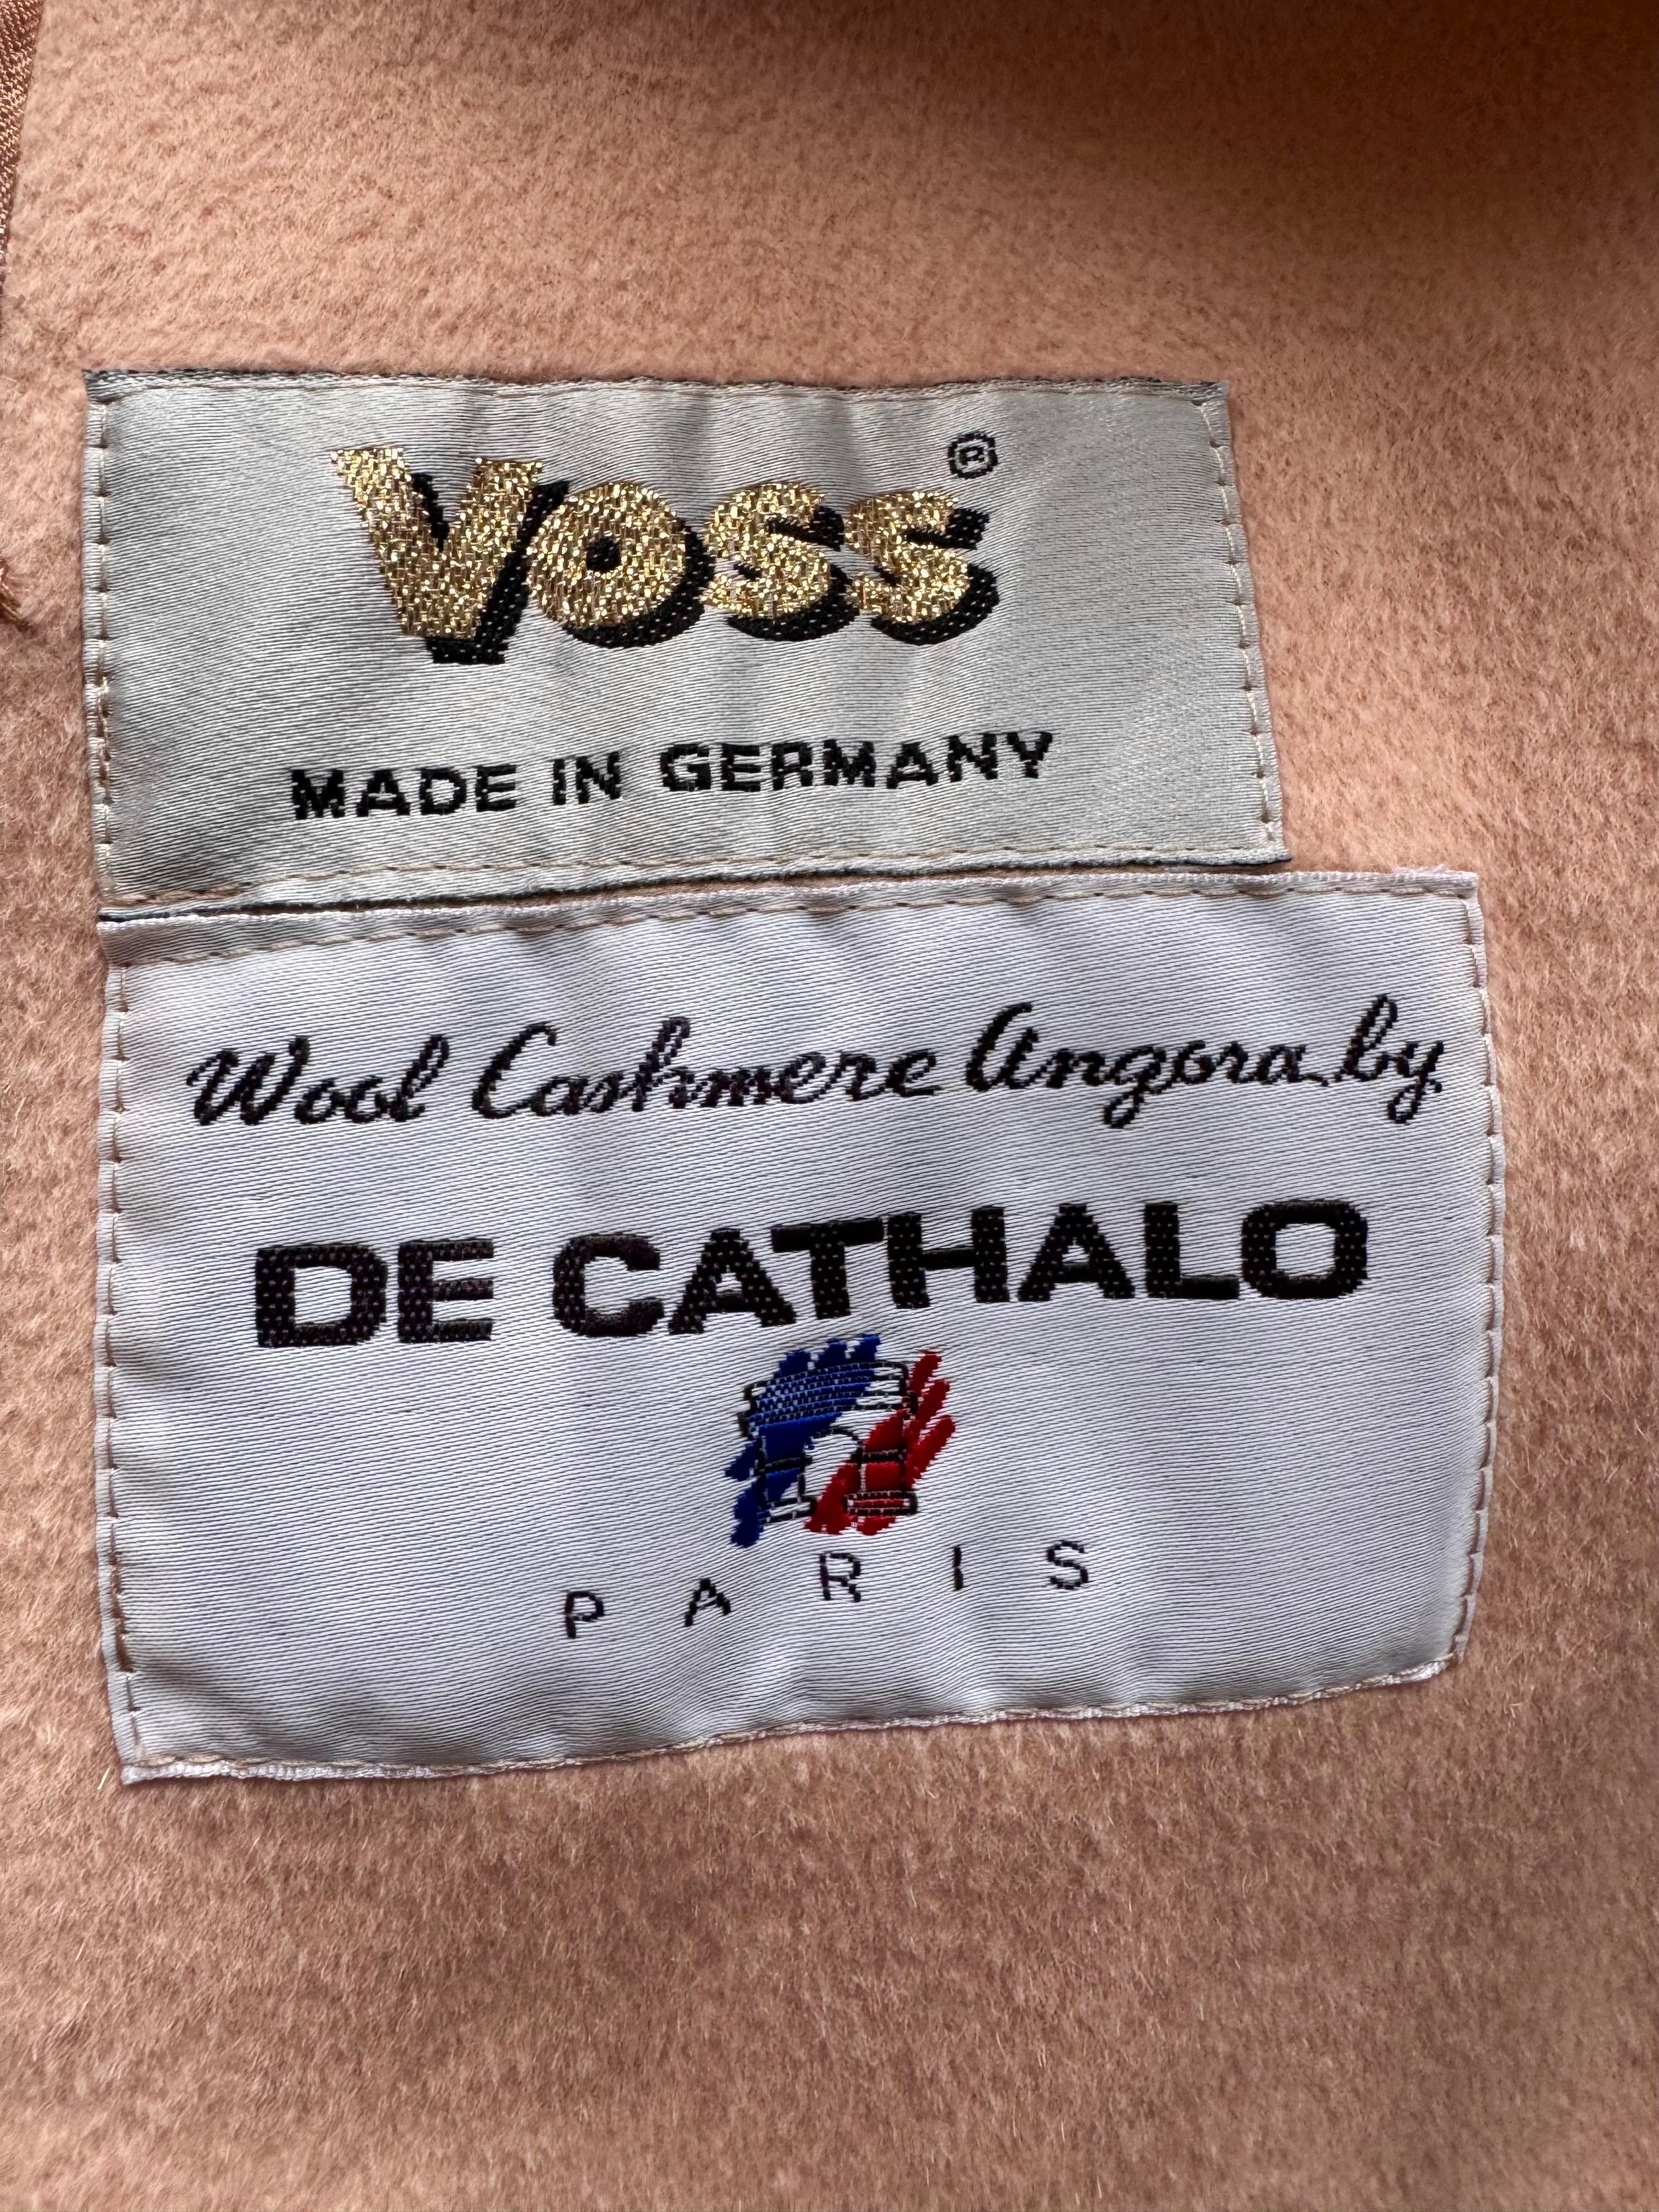 VOSS®
MADE IN GERMANY
Wool Cashmere Angora by
DE CATHALO
PARIS